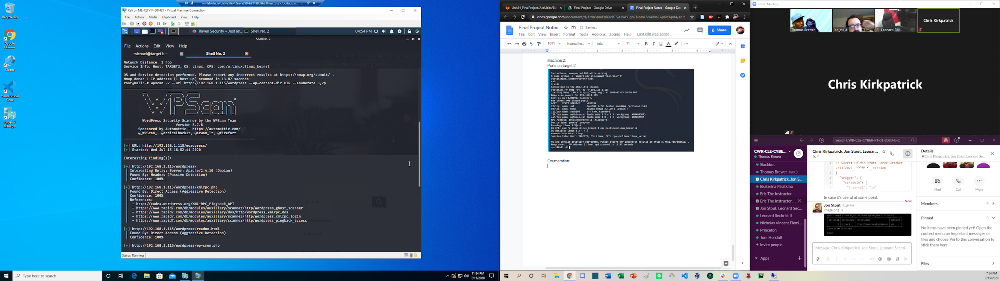 Recycle Bin
Google Chrome
Kibana
Visual Studio Code
Hyper-V Manager
ml-lab-dede4cab-a5fe-42ea-a290-b91499d9b336.eastus2.cloudapp.a...
Kali on ML-REFVM-684427 - Virtual Machine Connection
File Action Media Clipboard View Help
Raven Security – Just an...
Shell No. 2
04:54 PM
Shell No. 2
File Actions Edit View Help
michael@target1: ~
Shell No. 2
Network Distance: 1 hop
Service Info: Host: TARGET2; OS: Linux; CPE: cpe:/o:linux:linux_kernel
OS and Service detection performed. Please report any incorrect results at https://nmap.org/submit/ .
Nmap done: 1 IP address (1 host up) scanned in 13.87 seconds
root@Kali:~# wpscan -v --url http://192.168.1.115/wordpress --wp-content-dir DIR --enumerate u,vp
WPScan
WordPress Security Scanner by the WPScan Team
Version 3.7.8
Sponsored by Automattic - https://automattic.com/
@_WPScan_, @ethicalhack3r, @erwan_lr, @firefart
[+] URL: http://192.168.1.115/wordpress/
[+] Started: Wed Jul 15 16:52:41 2020
Interesting Finding(s):
[+] http://192.168.1.115/wordpress/
| Interesting Entry: Server: Apache/2.4.10 (Debian)
| Found By: Headers (Passive Detection)
| Confidence: 100%
[+] http://192.168.1.115/wordpress/xmlrpc.php
| Found By: Direct Access (Aggressive Detection)
| Confidence: 100%
| References:
| - http://codex.wordpress.org/XML-RPC_Pingback_API
| - https://www.rapid7.com/db/modules/auxiliary/scanner/http/wordpress_ghost_scanner
| - https://www.rapid7.com/db/modules/auxiliary/dos/http/wordpress_xmlrpc_dos
| - https://www.rapid7.com/db/modules/auxiliary/scanner/http/wordpress_xmlrpc_login
| - https://www.rapid7.com/db/modules/auxiliary/scanner/http/wordpress_pingback_access
[+] http://192.168.1.115/wordpress/readme.html
| Found By: Direct Access (Aggressive Detection)
| Confidence: 100%
[+] http://192.168.1.115/wordpress/wp-cron.php
Status: Running
Type here to search
11:54 PM
7/15/2020
Unit24_FinalProject/Activities/Da
Final Project - Google Drive
Final Project Notes - Google Doc
docs.google.com/document/d/1IzIn3muEnXXc8TSjaKwHFgoCNnmCVwNos2Ap6IYApd4/edit
Final Project Notes
Saving...
File Edit View Insert Format Tools Add-ons Zotero Help
Last edit was secon...
Share
100% Normal text Arial 11
Machine 2:
Ports on target 2:
SyntaxError: unexpected EOF while parsing
$ sudo python -c 'import pty;pty.spawn("/bin/bash")'
root@target1:/home/steven# exit
exit
$ exit
Connection to 192.168.1.110 closed.
root@Kali:~# nmap -sV -sS -O 192.168.1.115
Starting Nmap 7.80 ( https://nmap.org ) at 2020-07-15 16:50 PDT
Nmap scan report for 192.168.1.115
Host is up (0.00091s latency).
Not shown: 995 closed ports
PORT STATE SERVICE VERSION
22/tcp open ssh OpenSSH 6.7p1 Debian 5+deb8u4 (protocol 2.0)
80/tcp open http Apache httpd 2.4.10 ((Debian))
111/tcp open rpcbind 2-4 (RPC #100000)
139/tcp open netbios-ssn Samba smbd 3.X - 4.X (workgroup: WORKGROUP)
445/tcp open netbios-ssn Samba smbd 3.X - 4.X (workgroup: WORKGROUP)
MAC Address: 00:15:5D:00:04:11 (Microsoft)
Device type: general purpose
Running: Linux 3.X|4.X
OS CPE: cpe:/o:linux:linux_kernel:3 cpe:/o:linux:linux_kernel:4
OS details: Linux 3.2 - 4.9
Network Distance: 1 hop
Service Info: Host: TARGET2; OS: Linux; CPE: cpe:/o:linux:linux_kernel
OS and Service detection performed. Please report any incorrect results at https://nmap.org/submit/ .
Nmap done: 1 IP address (1 host up) scanned in 13.87 seconds
root@Kali:~#
Enumeration:
Zoom Meeting
Thomas Brewer
jon_stout
Leonard Sec...
Chris Kirkpatrick
Chris Kirkpatrick
Search CWR-CLE-CYBER-PT-01-2020-U-C
CWR-CLE-CYBE...
Thomas Brewer
Slackbot
Thomas Brewer (you)
Chris Kirkpatrick, Jon S...
Ekaterina Palatkina
Eric The Instructor
Eric The Instructor, ...
Jon Stout, Leonard Sec...
Leonard Sechrist II
Nicholas Vincent Flemi...
Princeton
Tom Horsfall
Invite people
Apps
Chris Kirkpatrick, Jon Stout, Leonar...
4
1 // Secret Folder Brute Force Watcher -
7/13/2020 version
Today
2 {
3 "trigger": {
4 "schedule": {
5 "interval": "1m"
In case it's useful at some point.
New
Jon Stout 7:19 PM
image.png
mysql> select * from wp_options where option_name = 'siteurl';
| option_id | option_name | option_value | autoload |
| 1 | siteurl | http://raven.local/wordpress | yes |
1 row in set (0.00 sec)
mysql>
Message Chris Kirkpatrick, Jon Stout, Leonard Sechri...
Details
Chris Kirkpatrick, Jon Stout, Leonard Se...
Find Call More
Members 4
Pinned 0
No items have been pinned yet! Open the
context menu on important messages or
files and choose Pin to this conversation to
stick them here.
Files
7:54 PM
7/15/2020